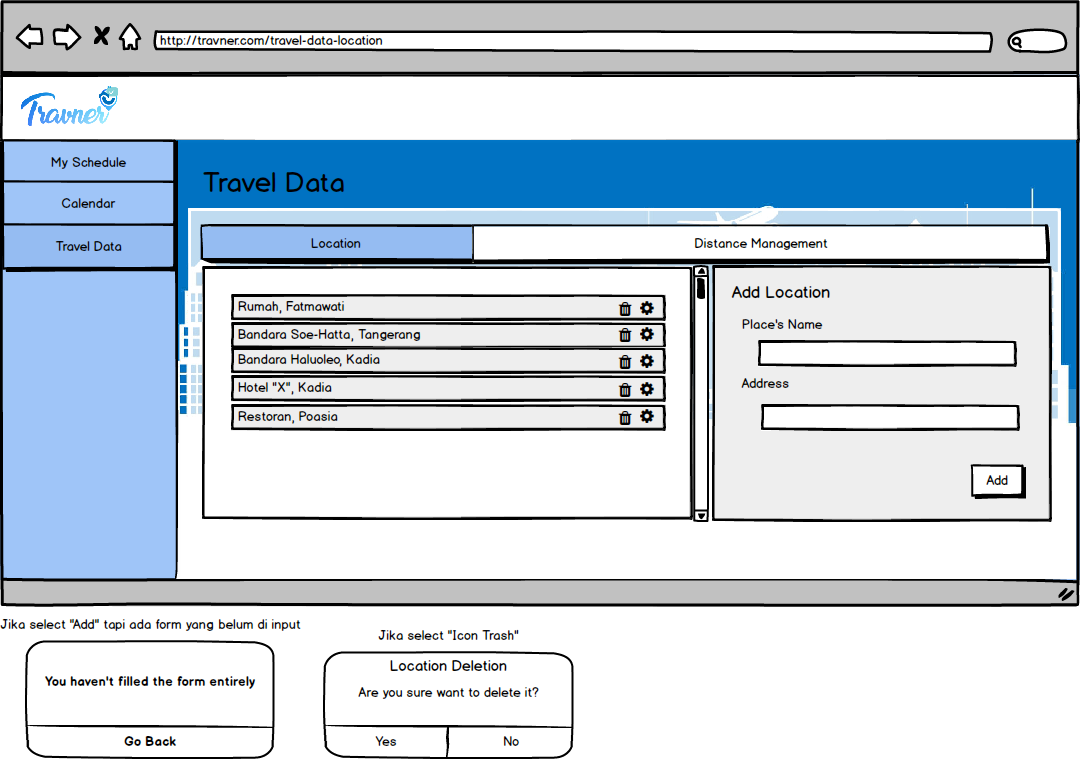 http://travner.com/travel-data-location
Travner
My Schedule
Calendar
Travel Data
Travel Data
Location
Distance Management
Rumah, Fatmawati
Bandara Soe-Hatta, Tangerang
Bandara Haluoleo, Kadia
Hotel "X", Kadia
Restoran, Poasia
Add Location
Place's Name
Address
Add
Jika select "Add" tapi ada form yang belum di input
You haven't filled the form entirely
Go Back
Jika select "Icon Trash"
Location Deletion
Are you sure want to delete it?
Yes
No